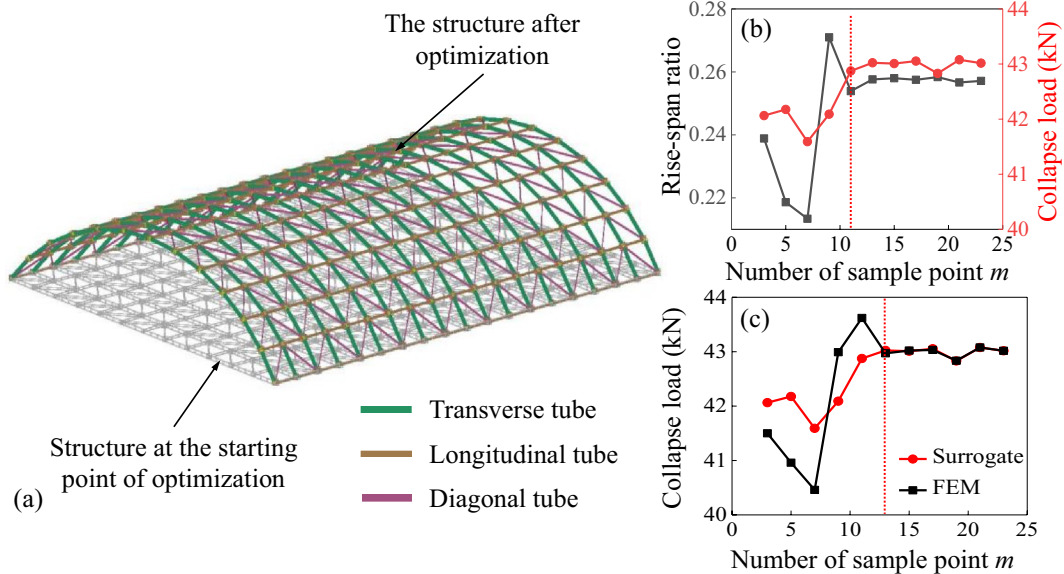 The structure after
optimization
Structure at the starting
point of optimization
(a)
Transverse tube
Longitudinal tube
Diagonal tube
(b)
0.28
0.26
0.24
0.22
Rise-span ratio
44
43
42
41
40
Collapse load (kN)
0 5 10 15 20 25
Number of sample point m
(c)
44
43
42
41
40
Collapse load (kN)
Surrogate
FEM
0 5 10 15 20 25
Number of sample point m